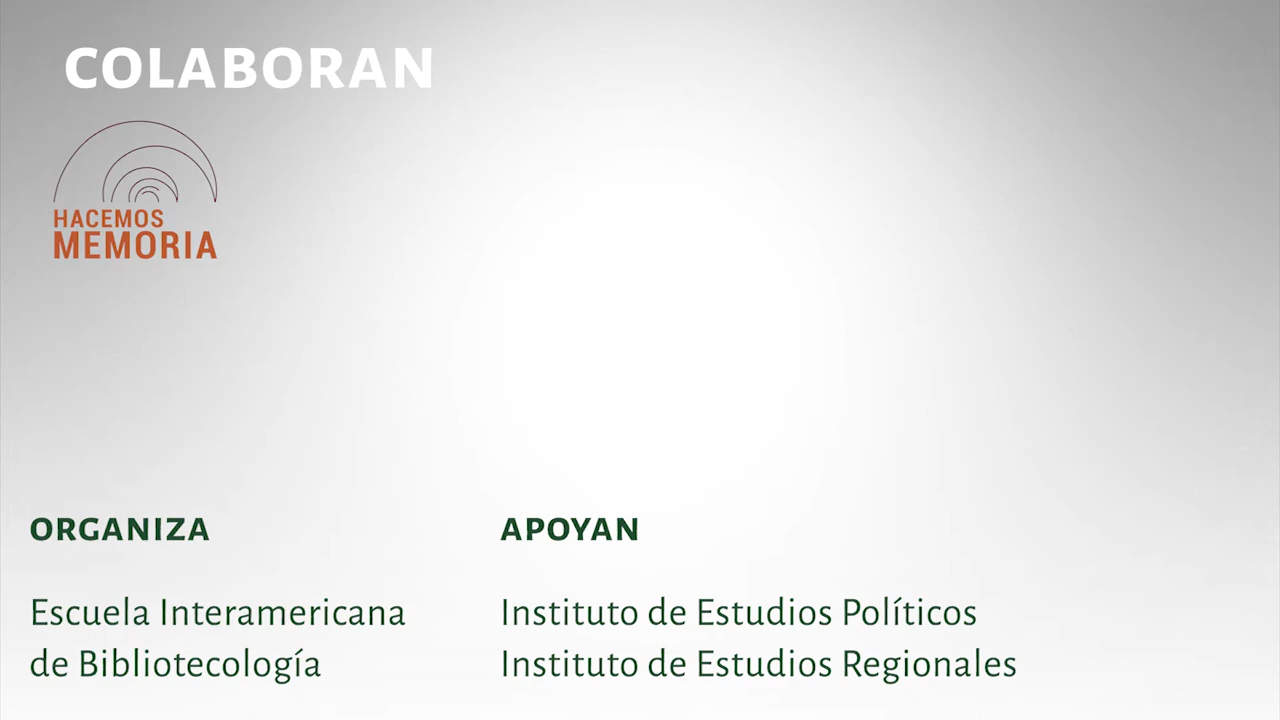 COLABORAN
HACEMOS
MEMORIA
ORGANIZA
Escuela Interamericana
de Bibliotecología
APOYAN
Instituto de Estudios Políticos
Instituto de Estudios Regionales